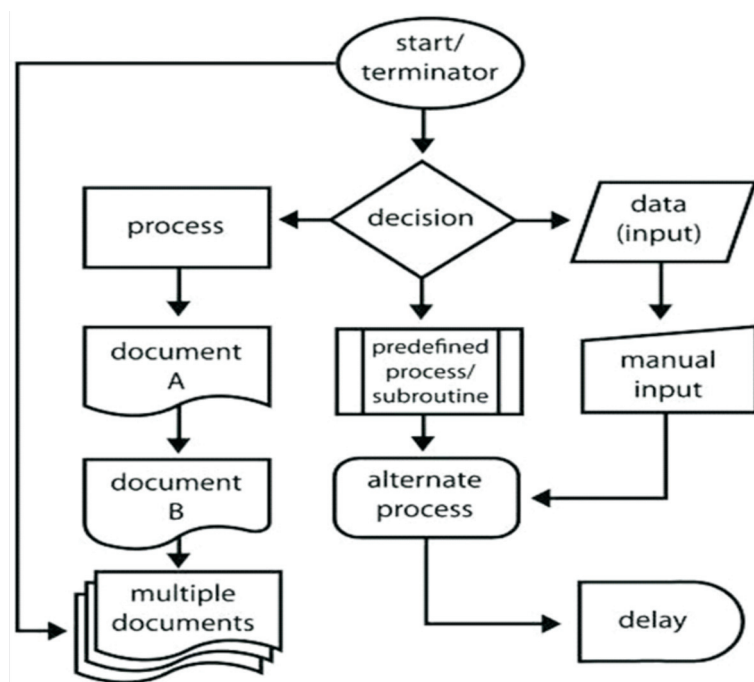 start/
terminator
process
decision
data
(input)
document
A
predefined
process/
subroutine
manual
input
document
B
alternate
process
multiple
documents
delay